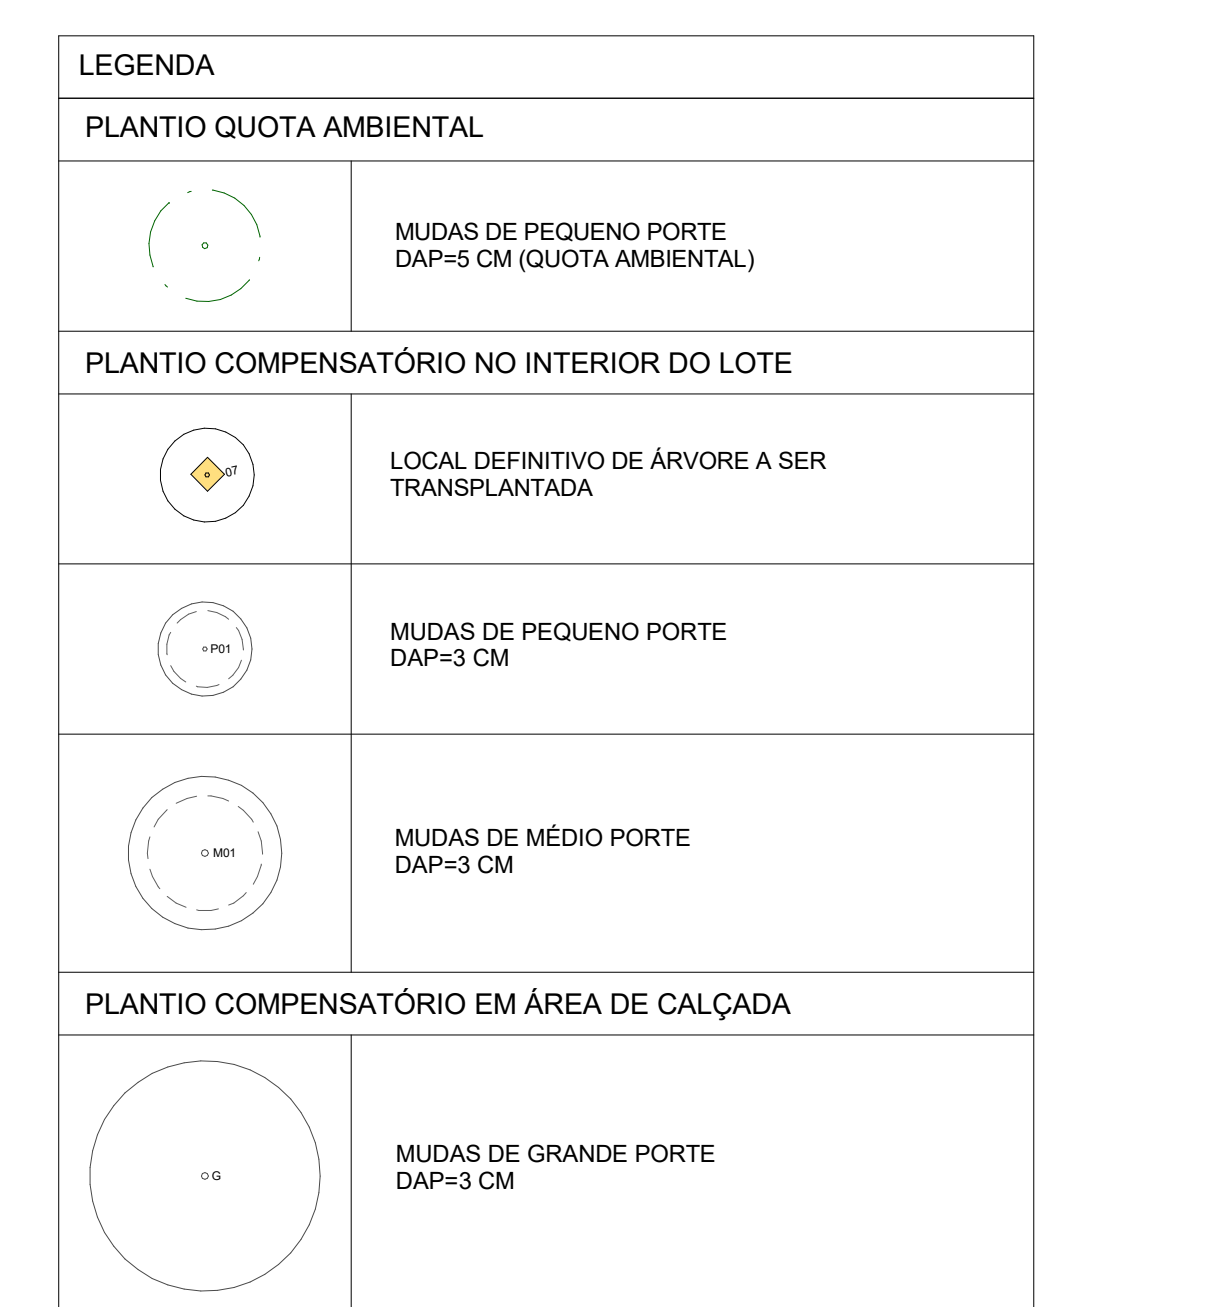 LEGENDA
PLANTIO QUOTA AMBIENTAL
MUDAS DE PEQUENO PORTE
DAP=5 CM (QUOTA AMBIENTAL)
PLANTIO COMPENSATÓRIO NO INTERIOR DO LOTE
07
LOCAL DEFINITIVO DE ÁRVORE A SER
TRANSPLANTADA
P01
MUDAS DE PEQUENO PORTE
DAP=3 CM
M01
MUDAS DE MÉDIO PORTE
DAP=3 CM
PLANTIO COMPENSATÓRIO EM ÁREA DE CALÇADA
G
MUDAS DE GRANDE PORTE
DAP=3 CM